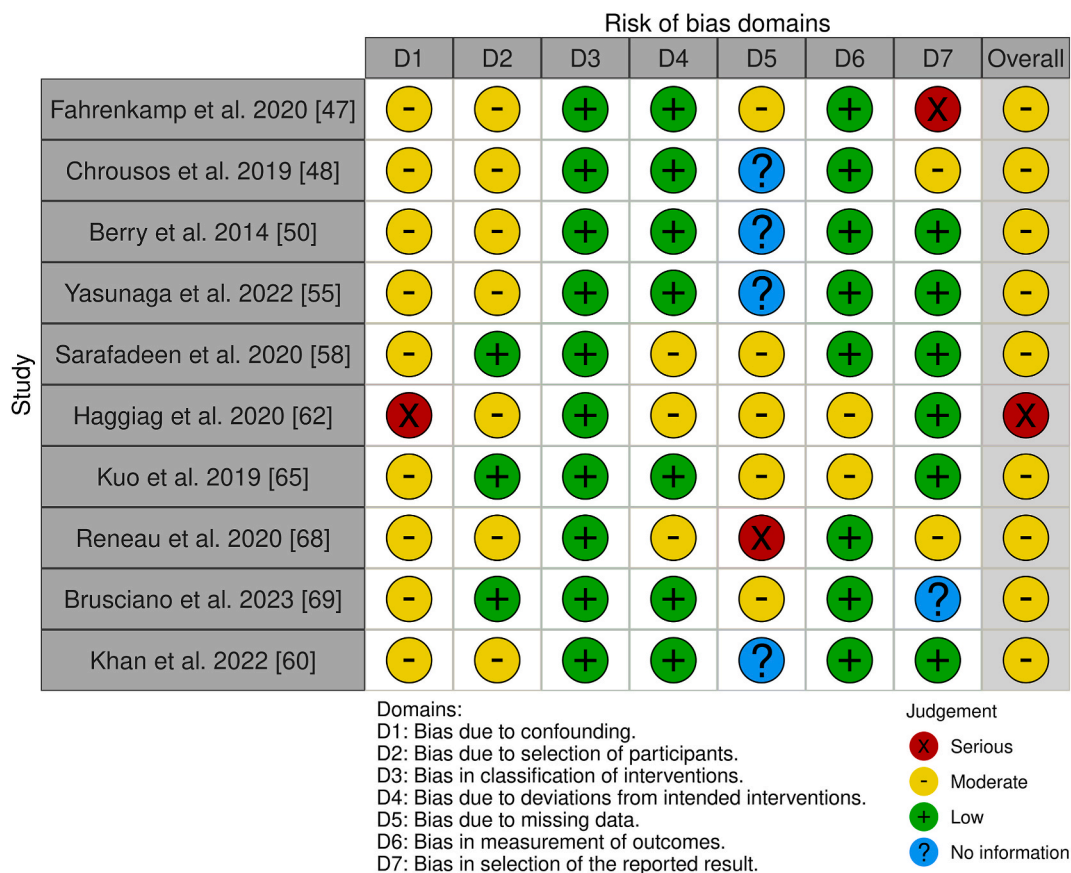 Risk of bias domains
D1 D2 D3 D4 D5 D6 D7 Overall
Study
Fahrenkamp et al. 2020 [47] - - + + - + X -
Chrousos et al. 2019 [48] - - + + ? + - -
Berry et al. 2014 [50] - - + + ? + + -
Yasunaga et al. 2022 [55] - - + + ? + + -
Sarafadeen et al. 2020 [58] - + + - - + + -
Haggiag et al. 2020 [62] X - + - - - + X
Kuo et al. 2019 [65] - + + + - - + -
Reneau et al. 2020 [68] - - + - X + - -
Brusciano et al. 2023 [69] - + + + - + ? -
Khan et al. 2022 [60] - - + + ? + + -
Domains:
D1: Bias due to confounding.
D2: Bias due to selection of participants.
D3: Bias in classification of interventions.
D4: Bias due to deviations from intended interventions.
D5: Bias due to missing data.
D6: Bias in measurement of outcomes.
D7: Bias in selection of the reported result.
Judgement
X Serious
- Moderate
+ Low
? No information